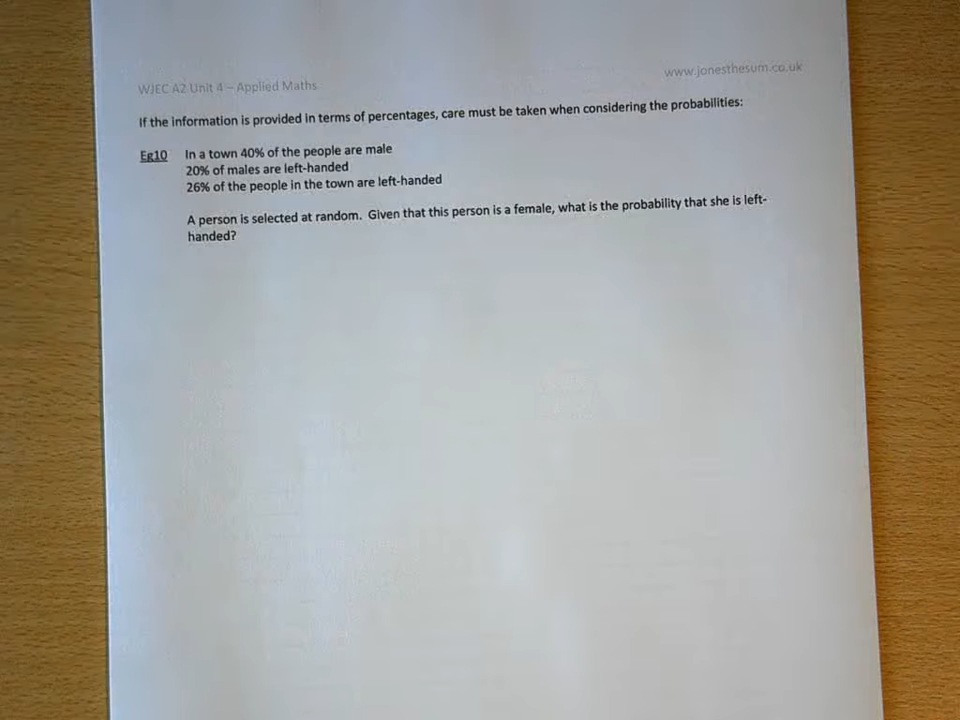 WJEC A2 Unit 4 – Applied Maths
www.jonesthesum.co.uk
If the information is provided in terms of percentages, care must be taken when considering the probabilities:
Eg10 In a town 40% of the people are male
20% of males are left-handed
26% of the people in the town are left-handed
A person is selected at random. Given that this person is a female, what is the probability that she is left-
handed?